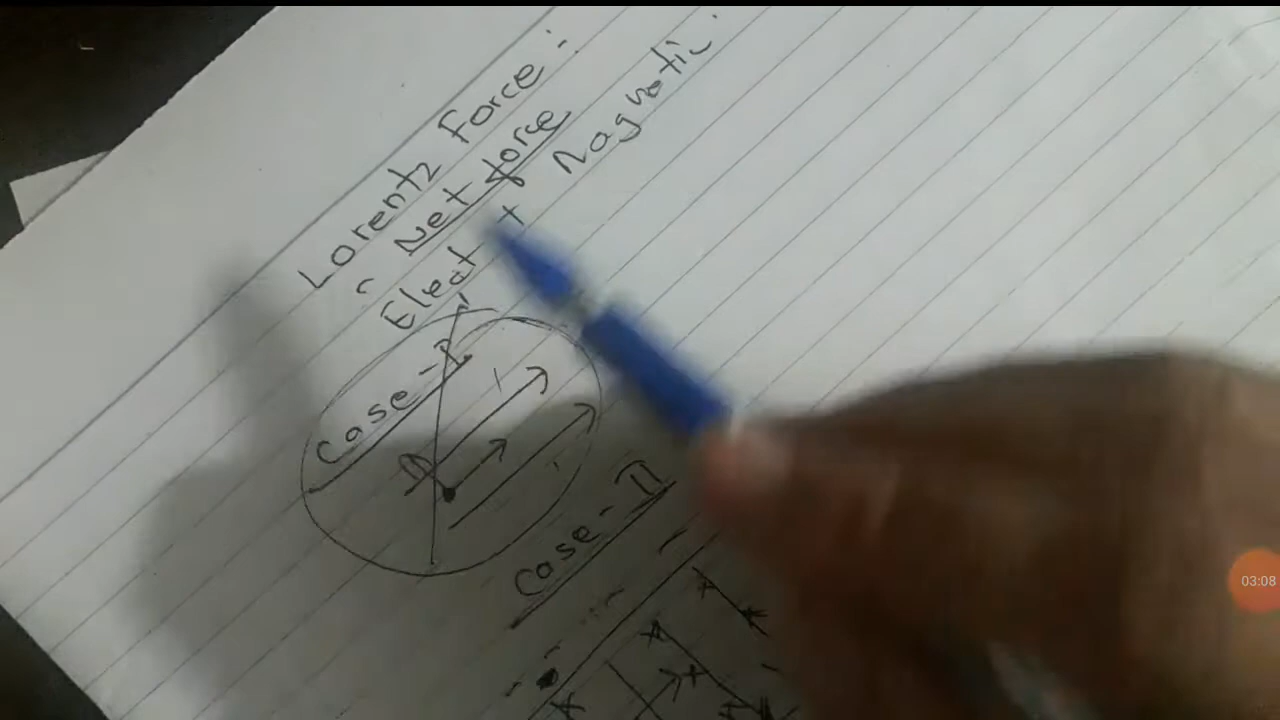 Lorentz Force :
Net force
Elect + Magnetic.
Case - I
Case - II
03:08